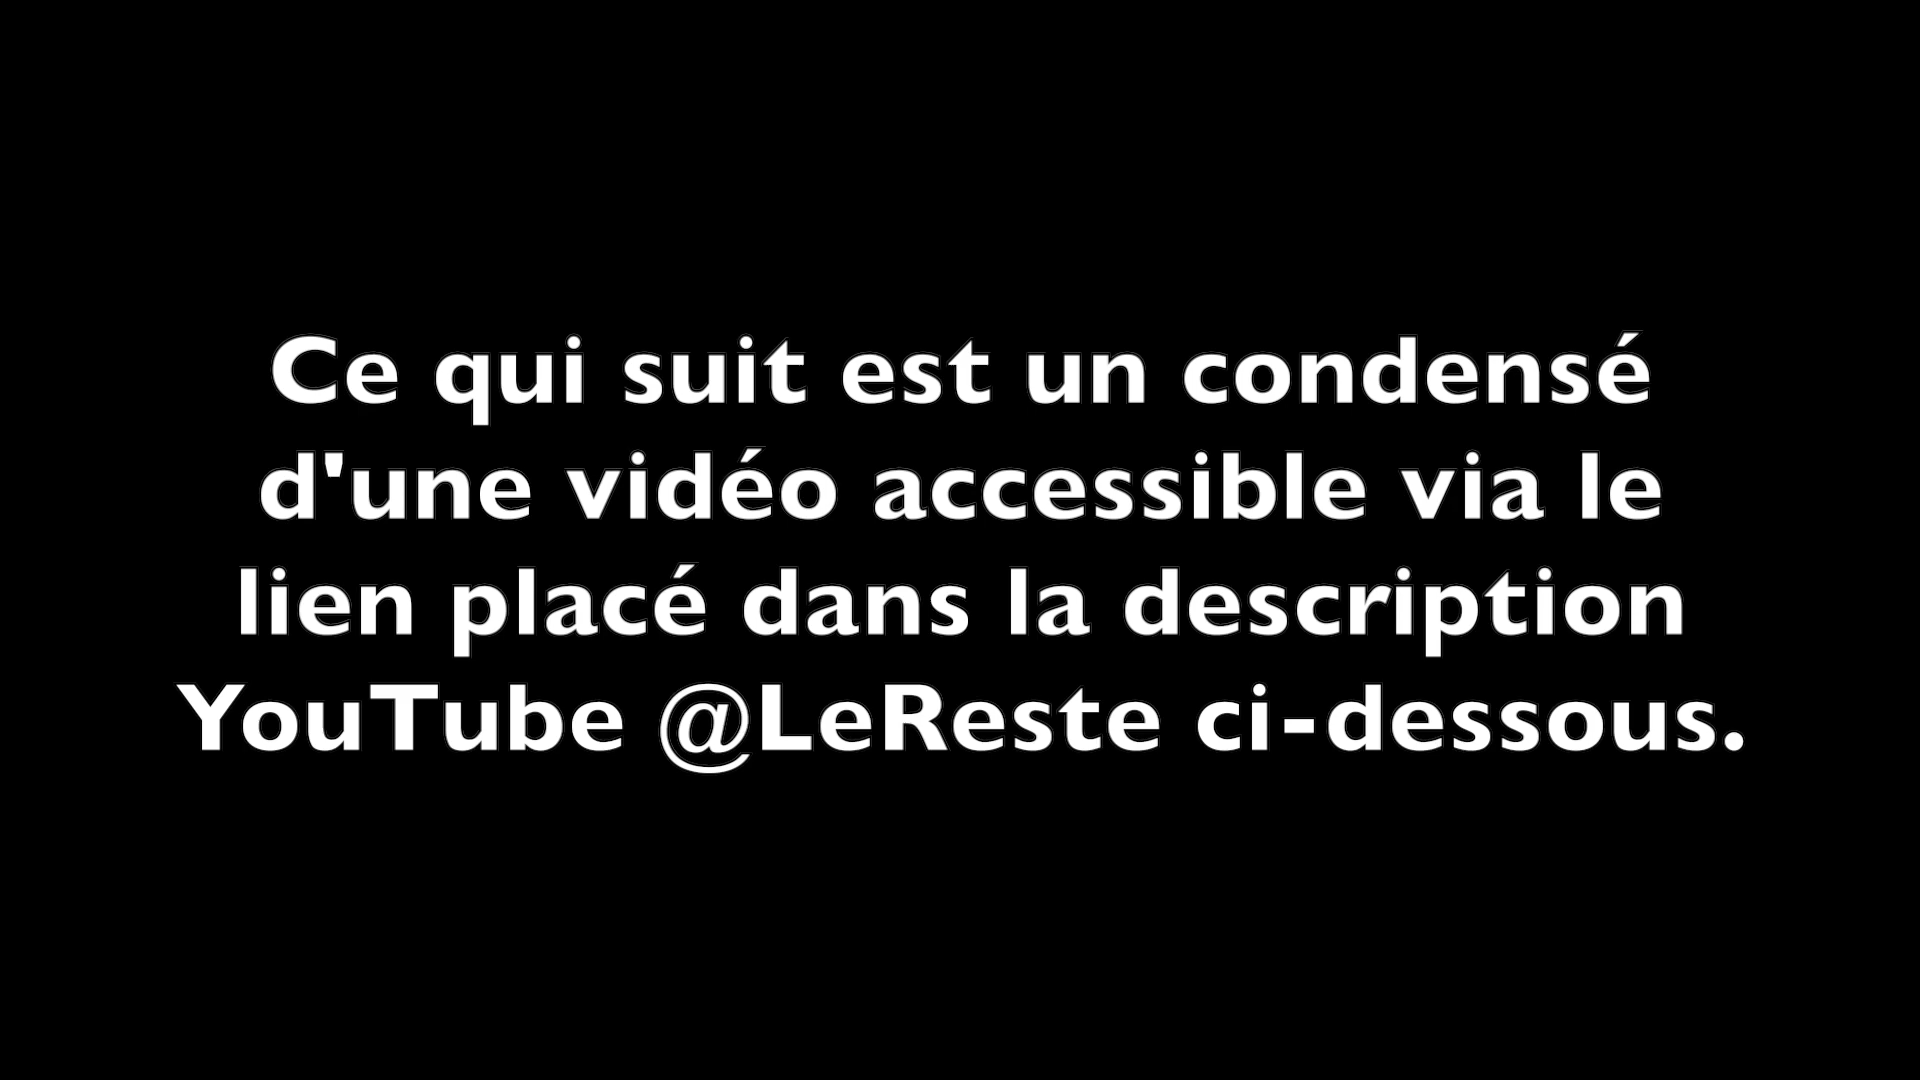 Ce qui suit est un condensé
d'une vidéo accessible via le
lien placé dans la description
YouTube @LeReste ci-dessous.